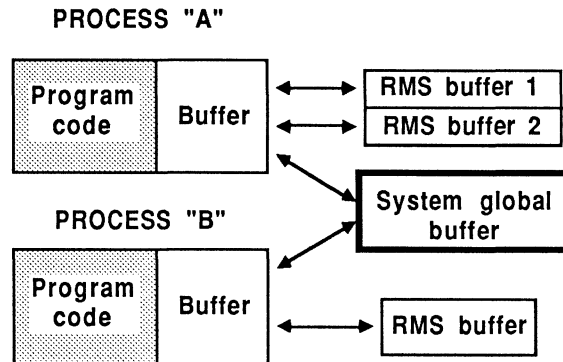 PROCESS "A"
Program
code
Buffer
RMS buffer 1
RMS buffer 2
System global
buffer
PROCESS "B"
Program
code
Buffer
RMS buffer